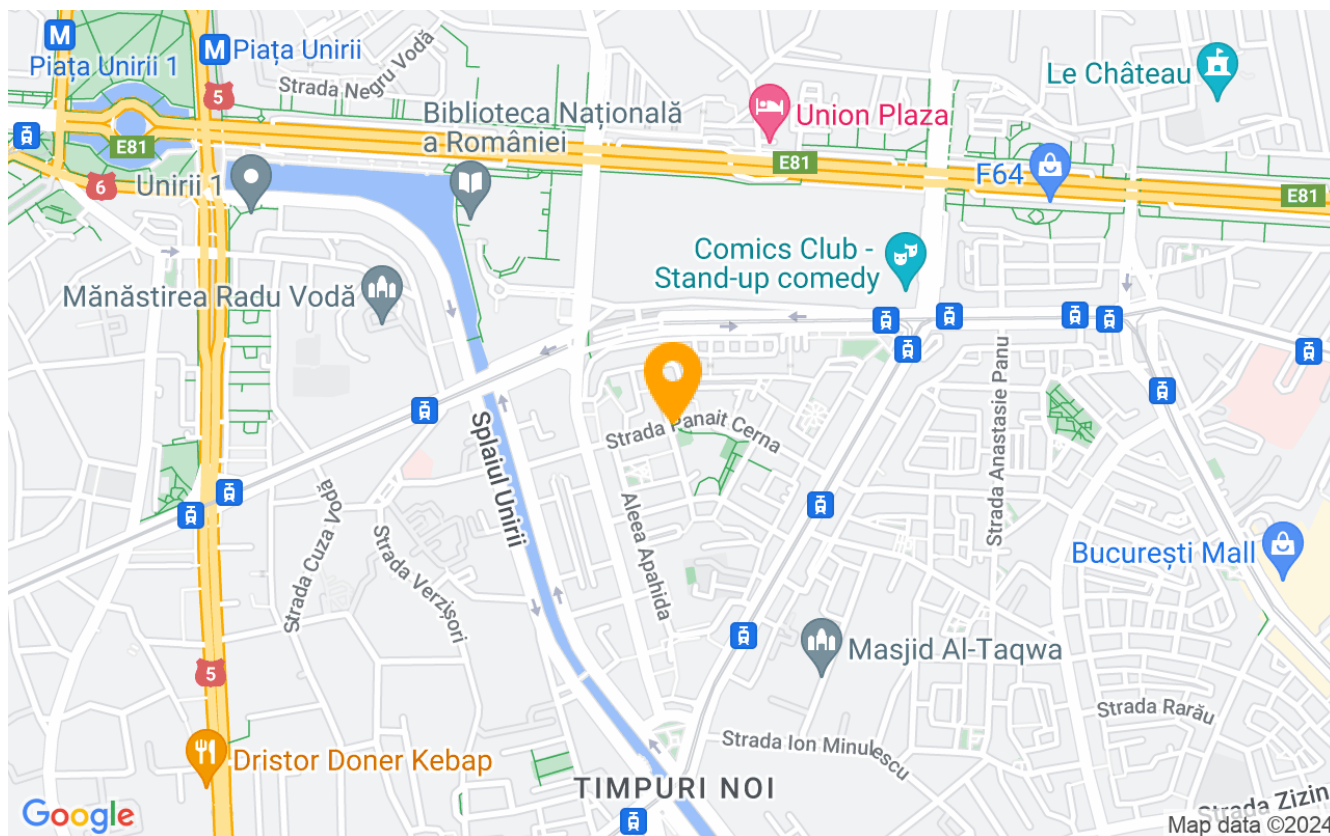 M
Piața Unirii 1
M Piața Unirii
5
Strada Negru Vodă
Biblioteca Națională
a României
Union Plaza
Le Château
E81
E81
E81
6
Unirii 1
F64
Comics Club -
Stand-up comedy
Mănăstirea Radu Vodă
Strada Panait Cerna
Splaiul Unirii
Aleea Apahida
Strada Anastasie Panu
Strada Cuza Vodă
Strada Verzișori
București Mall
Masjid Al-Taqwa
5
Strada Rarău
Dristor Doner Kebap
Strada Ion Minulescu
TIMPURI NOI
Strada Zizin
Google
Map data ©2024